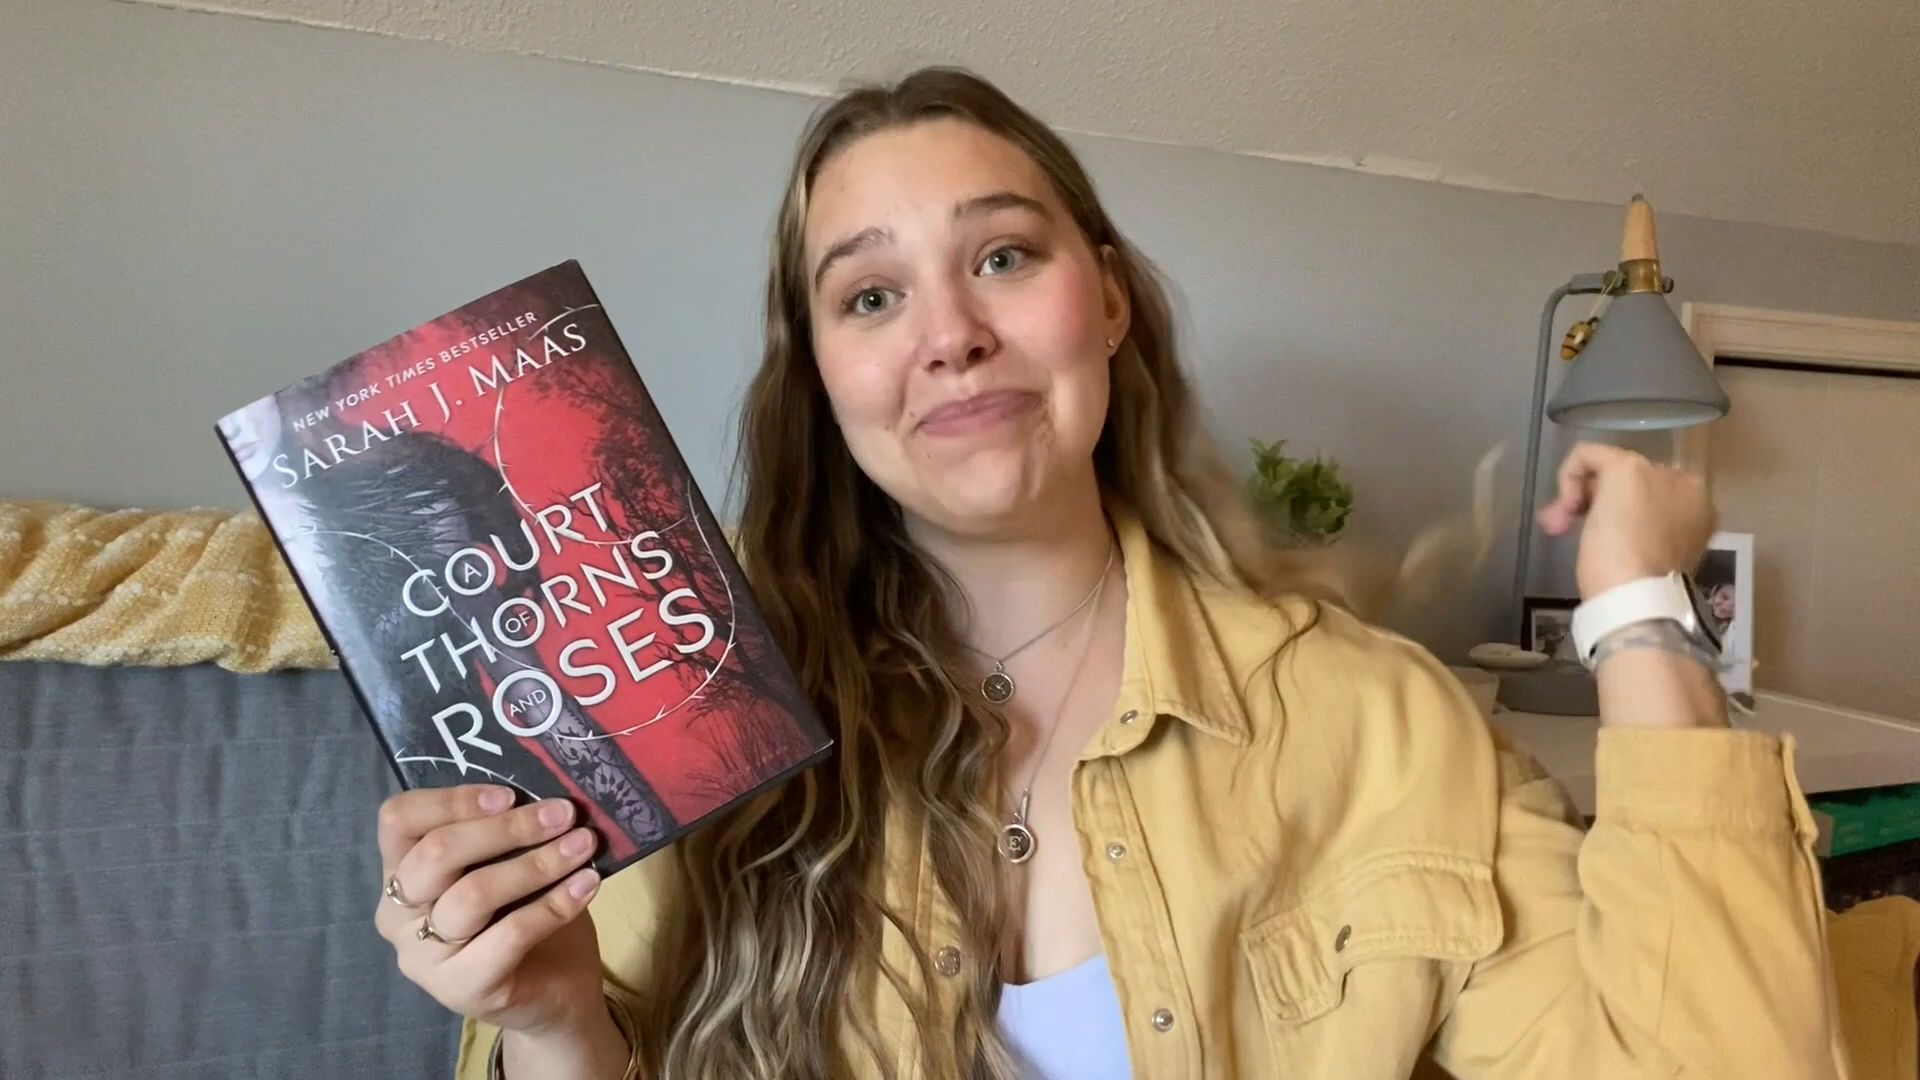 NEW YORK TIMES BESTSELLER
SARAH J. MAAS
A COURT
OF THORNS
AND ROSES
E